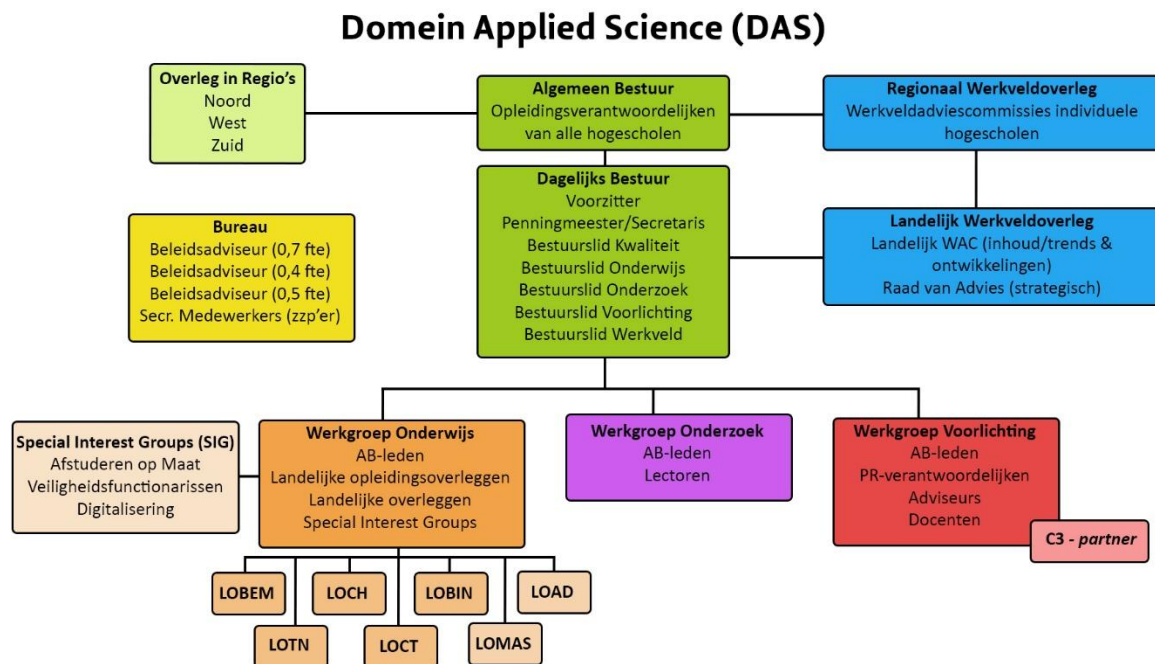 Domein Applied Science (DAS)
Overleg in Regio's
Noord
West
Zuid
Algemeen Bestuur
Opleidingsverantwoordelijken
van alle hogescholen
Regionaal Werkveldoverleg
Werkveldadviescommissies individuele
hogescholen
Bureau
Beleidsadviseur (0,7 fte)
Beleidsadviseur (0,4 fte)
Beleidsadviseur (0,5 fte)
Secr. Medewerkers (zzp'er)
Dagelijks Bestuur
Voorzitter
Penningmeester/Secretaris
Bestuurslid Kwaliteit
Bestuurslid Onderwijs
Bestuurslid Onderzoek
Bestuurslid Voorlichting
Bestuurslid Werkveld
Landelijk Werkveldoverleg
Landelijk WAC (inhoud/trends &
ontwikkelingen)
Raad van Advies (strategisch)
Special Interest Groups (SIG)
Afstuderen op Maat
Veiligheidsfunctionarissen
Digitalisering
Werkgroep Onderwijs
AB-leden
Landelijke opleidingsoverleggen
Landelijke overleggen
Special Interest Groups
Werkgroep Onderzoek
AB-leden
Lectoren
Werkgroep Voorlichting
AB-leden
PR-verantwoordelijken
Adviseurs
Docenten
C3 - partner
LOBEM
LOCH
LOBIN
LOAD
LOTN
LOCT
LOMAS